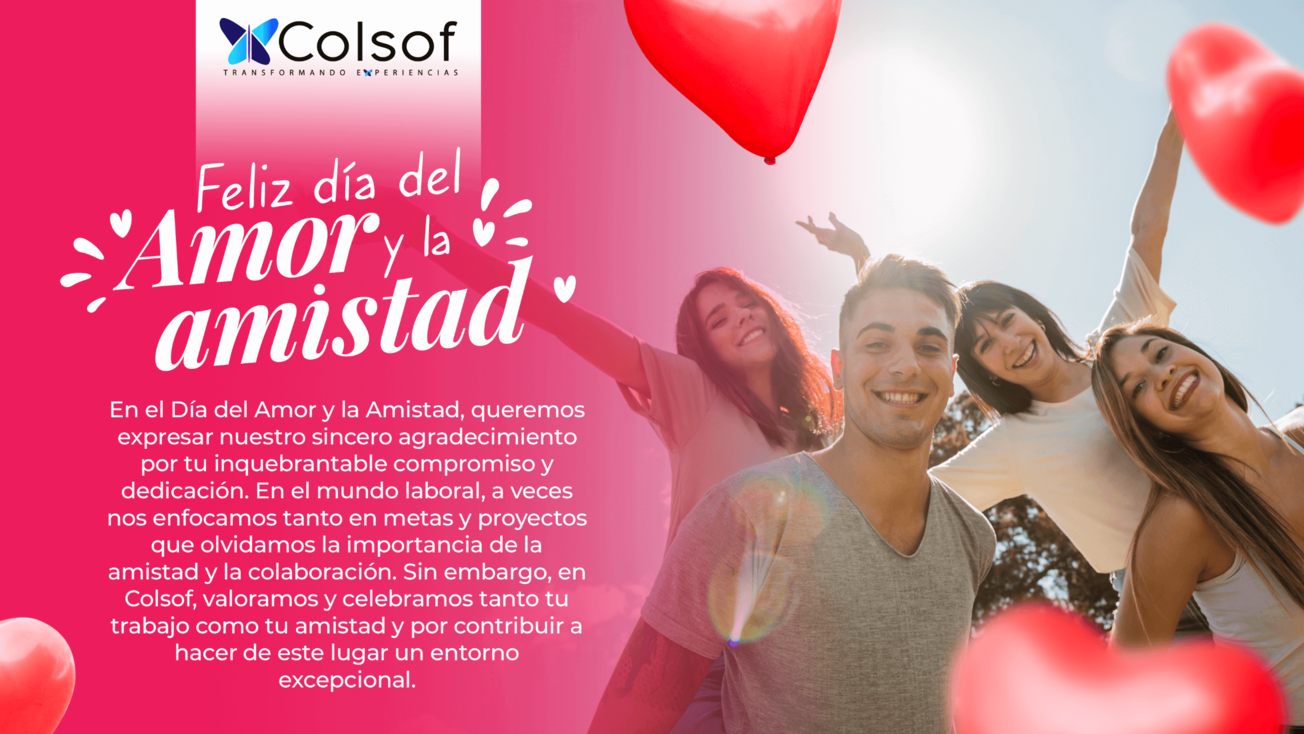 Colsof
TRANSFORMANDO EXPERIENCIAS
Feliz día del
Amor y la
amistad
En el Día del Amor y la Amistad, queremos
expresar nuestro sincero agradecimiento
por tu inquebrantable compromiso y
dedicación. En el mundo laboral, a veces
nos enfocamos tanto en metas y proyectos
que olvidamos la importancia de la
amistad y la colaboración. Sin embargo, en
Colsof, valoramos y celebramos tanto tu
trabajo como tu amistad y por contribuir a
hacer de este lugar un entorno
excepcional.